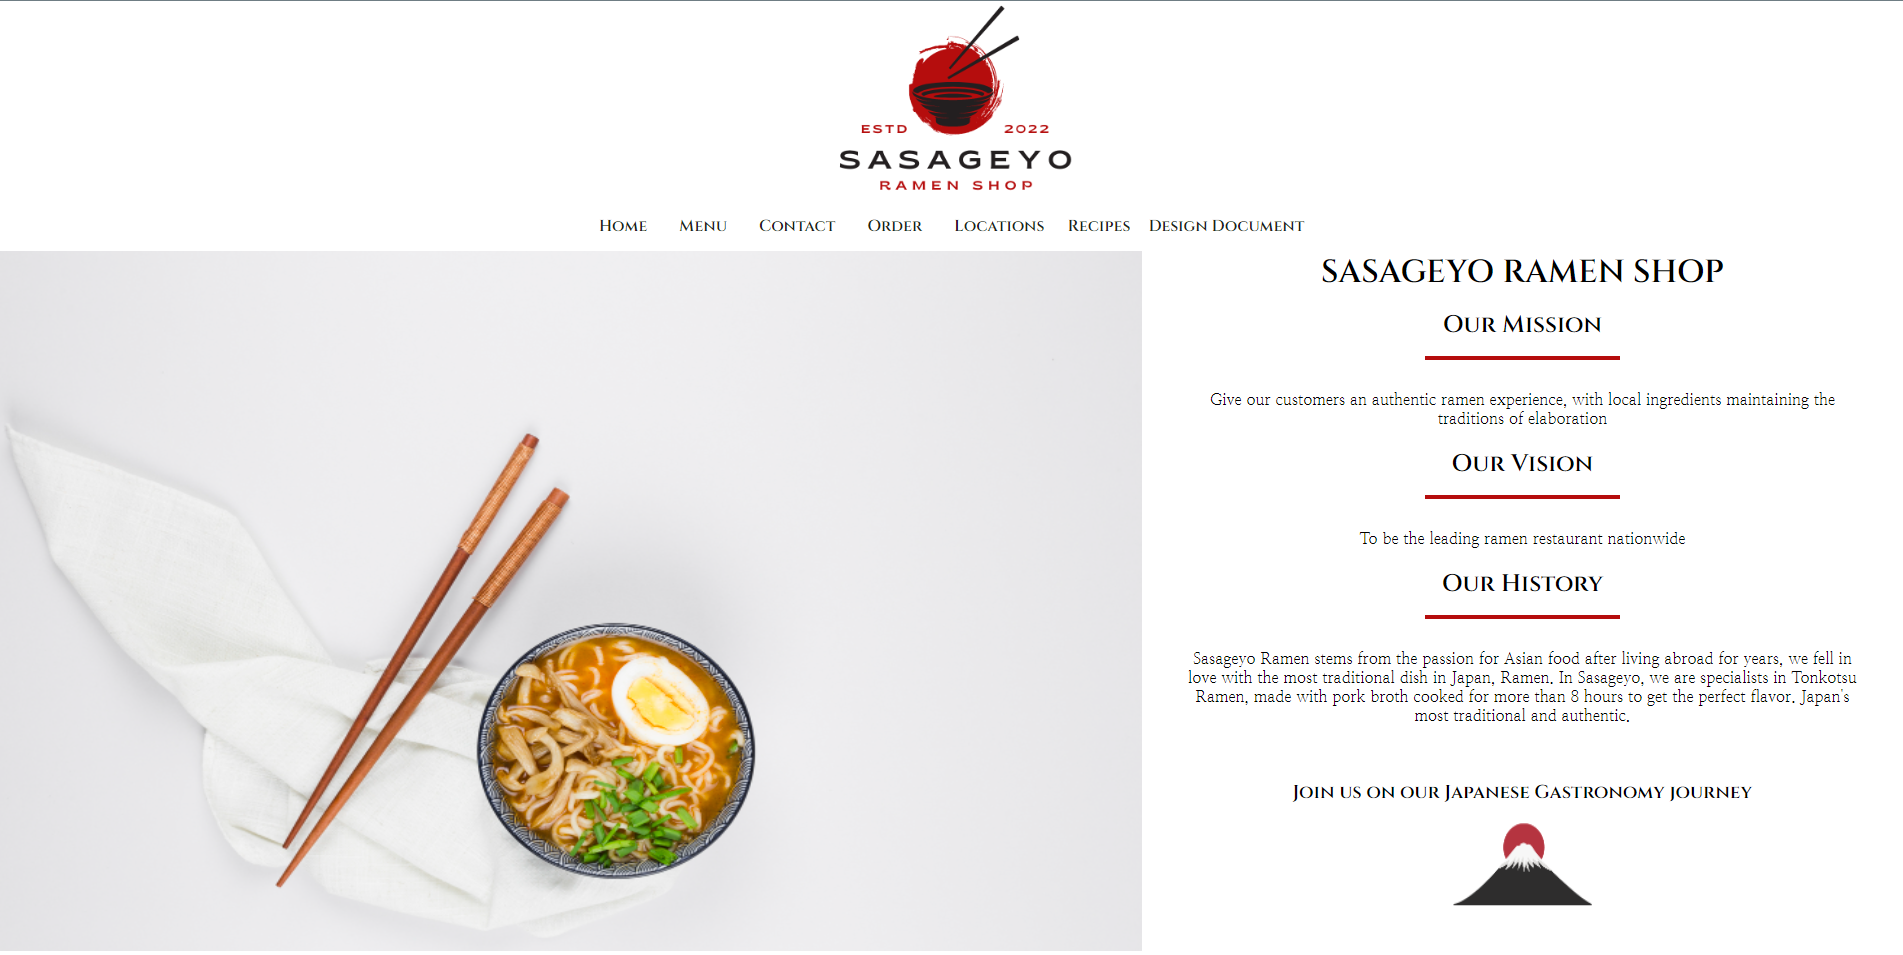 ESTD 2022
SASAGEYO
RAMEN SHOP
Home Menu Contact Order Locations Recipes Design Document
SASAGEYO RAMEN SHOP
Our Mission
Give our customers an authentic ramen experience, with local ingredients maintaining the
traditions of elaboration
Our Vision
To be the leading ramen restaurant nationwide
Our History
Sasageyo Ramen stems from the passion for Asian food after living abroad for years, we fell in
love with the most traditional dish in Japan, Ramen. In Sasageyo, we are specialists in Tonkotsu
Ramen, made with pork broth cooked for more than 8 hours to get the perfect flavor. Japan's
most traditional and authentic.
Join us on our Japanese Gastronomy journey